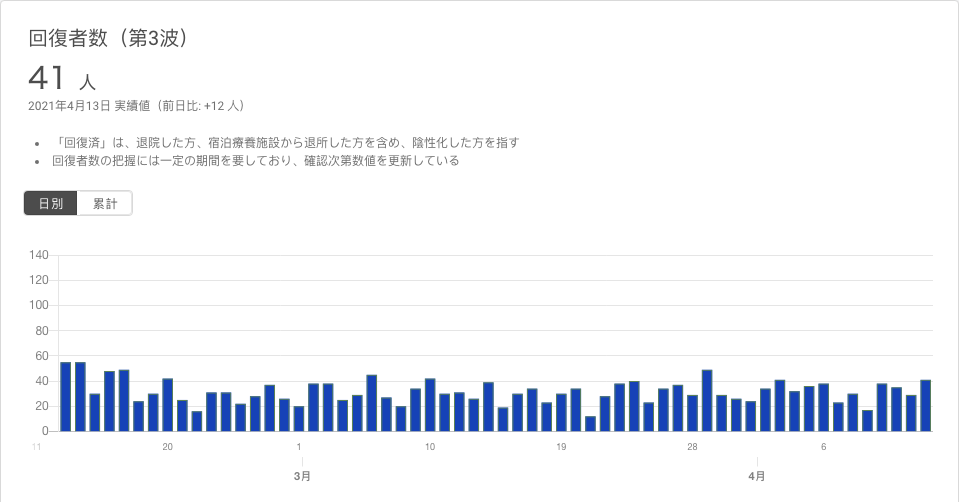 回復者数（第3波）
41 人
2021年4月13日 実績値（前日比: +12 人）
• 「回復済」は、退院した方、宿泊療養施設から退所した方を含め、陰性化した方を指す
• 回復者数の把握には一定の期間を要しており、確認次第数値を更新している
日別 累計
140
120
100
80
60
40
20
0
11 20 1 10 19 28 6
3月 4月